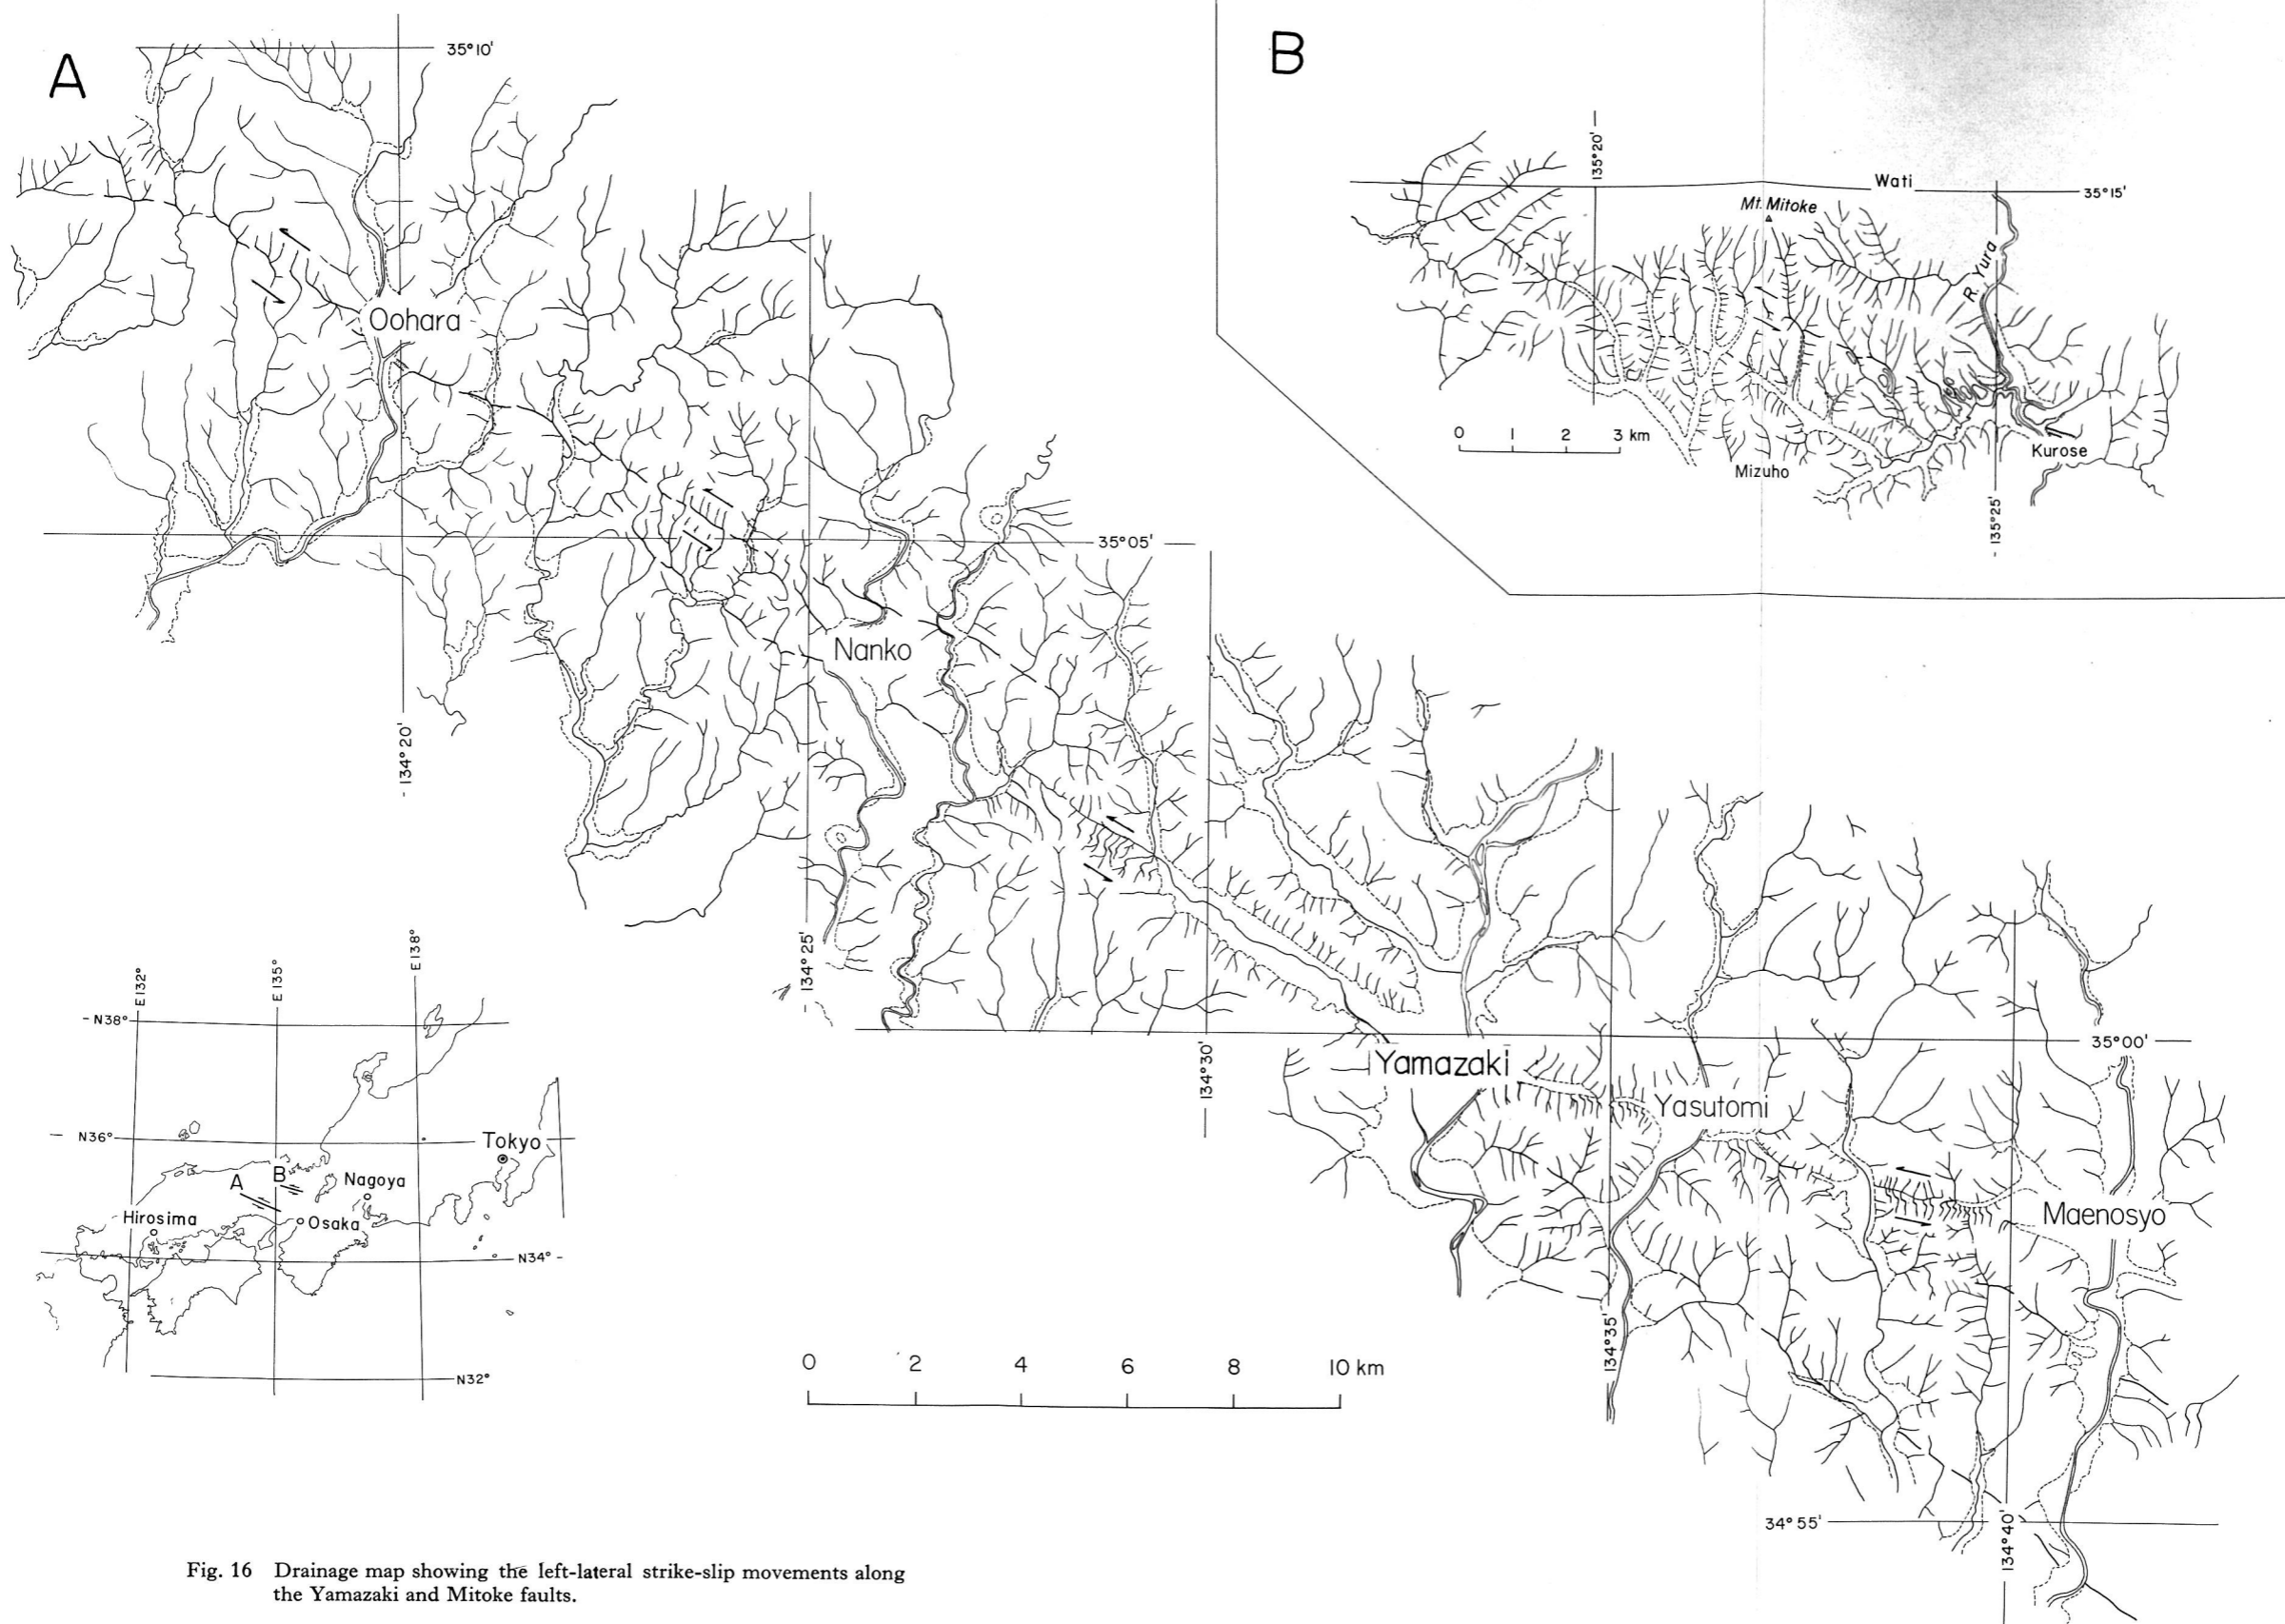 A
35°10'
B
135°20'
Wati
35°15'
Mt. Mitoke
R. Yura
Oohara
0 1 2 3 km
Mizuho
Kurose
135°25'
35°05'
Nanko
134°20'
134°25'
134°30'
35°00'
Yamazaki
Yasutomi
Maenosyo
E132°
E135°
E138°
N38°
N36°
Tokyo
A
B
Nagoya
Hirosima
Osaka
N34°
N32°
134°35'
0 2 4 6 8 10 km
34°55'
134°40'
Fig. 16 Drainage map showing the left-lateral strike-slip movements along
the Yamazaki and Mitoke faults.